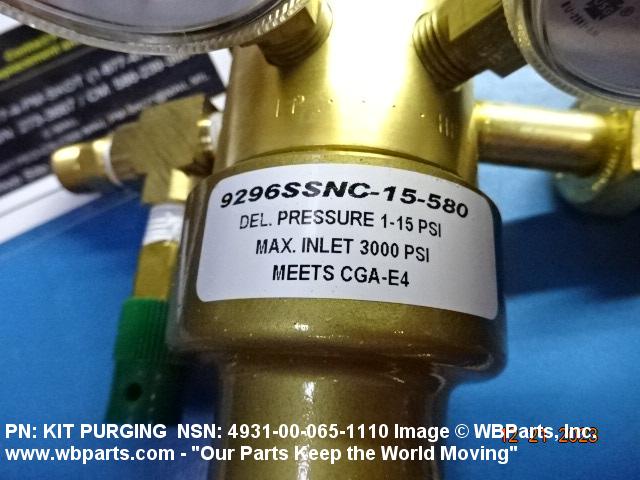 9296SSNC-15-580
DEL. PRESSURE 1-15 PSI
MAX. INLET 3000 PSI
MEETS CGA-E4
12 21 2023
PN: KIT PURGING NSN: 4931-00-065-1110 Image © WBParts, Inc.
www.wbparts.com - "Our Parts Keep the World Moving"